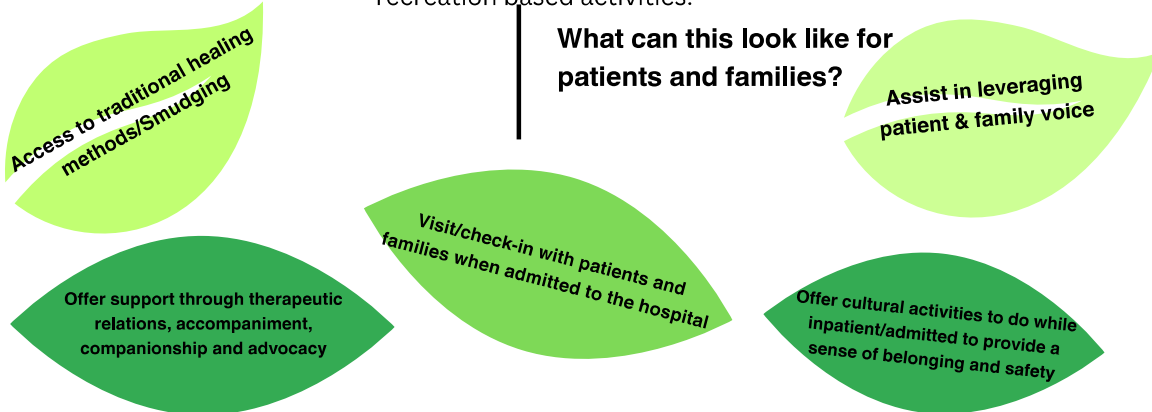 recreation based activities.
What can this look like for
patients and families?
Access to traditional healing
methods/Smudging
Assist in leveraging
patient & family voice
Visit/check-in with patients and
families when admitted to the hospital
Offer support through therapeutic
relations, accompaniment,
companionship and advocacy
Offer cultural activities to do while
inpatient/admitted to provide a
sense of belonging and safety